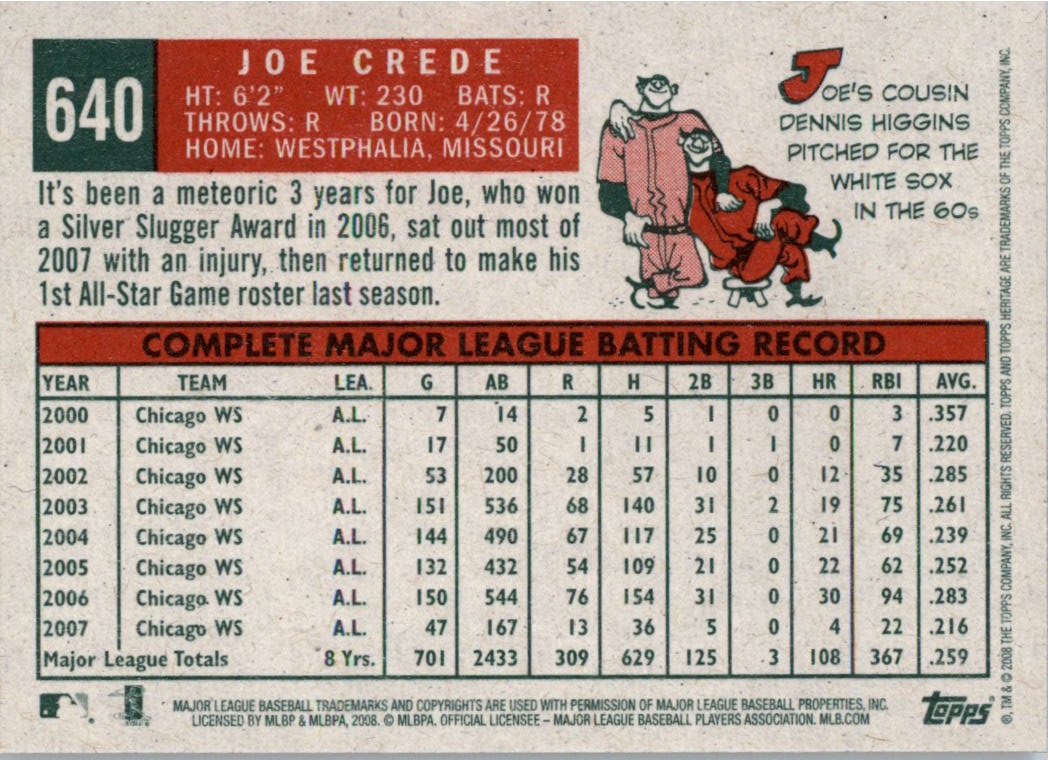 640
JOE CREDE
HT: 6'2" WT: 230 BATS: R
THROWS: R BORN: 4/26/78
HOME: WESTPHALIA, MISSOURI
It's been a meteoric 3 years for Joe, who won
a Silver Slugger Award in 2006, sat out most of
2007 with an injury, then returned to make his
1st All-Star Game roster last season.
JOE'S COUSIN
DENNIS HIGGINS
PITCHED FOR THE
WHITE SOX
IN THE 60s
COMPLETE MAJOR LEAGUE BATTING RECORD
YEAR TEAM LEA. G AB R H 2B 3B HR RBI AVG.
2000 Chicago WS A.L. 7 14 2 5 1 0 0 3 .357
2001 Chicago WS A.L. 17 50 1 11 1 1 0 7 .220
2002 Chicago WS A.L. 53 200 28 57 10 0 12 35 .285
2003 Chicago WS A.L. 151 536 68 140 31 2 19 75 .261
2004 Chicago WS A.L. 144 490 67 117 25 0 21 69 .239
2005 Chicago WS A.L. 132 432 54 109 21 0 22 62 .252
2006 Chicago WS A.L. 150 544 76 154 31 0 30 94 .283
2007 Chicago WS A.L. 47 167 13 36 5 0 4 22 .216
Major League Totals 8 Yrs. 701 2433 309 629 125 3 108 367 .259
MAJOR LEAGUE BASEBALL TRADEMARKS AND COPYRIGHTS ARE USED WITH PERMISSION OF MAJOR LEAGUE BASEBALL PROPERTIES, INC.
LICENSED BY MLBP & MLBPA, 2008. © MLBPA. OFFICIAL LICENSEE – MAJOR LEAGUE BASEBALL PLAYERS ASSOCIATION. MLB.COM
topps
®, TM & © 2008 THE TOPPS COMPANY, INC. ALL RIGHTS RESERVED. TOPPS AND TOPPS HERITAGE ARE TRADEMARKS OF THE TOPPS COMPANY, INC.